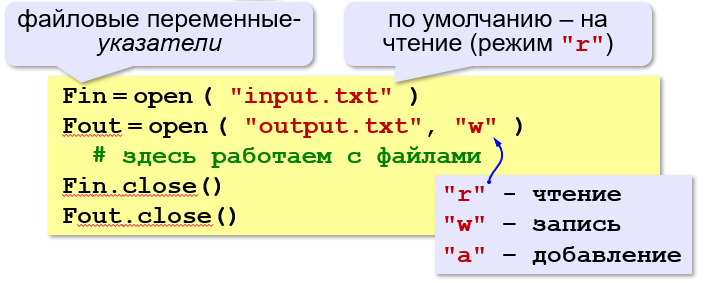 файловые переменные-
указатели
по умолчанию – на
чтение (режим "r")
Fin = open ( "input.txt" )
Fout = open ( "output.txt", "w" )
# здесь работаем с файлами
Fin.close()
Fout.close()
"r" – чтение
"w" – запись
"a" – добавление